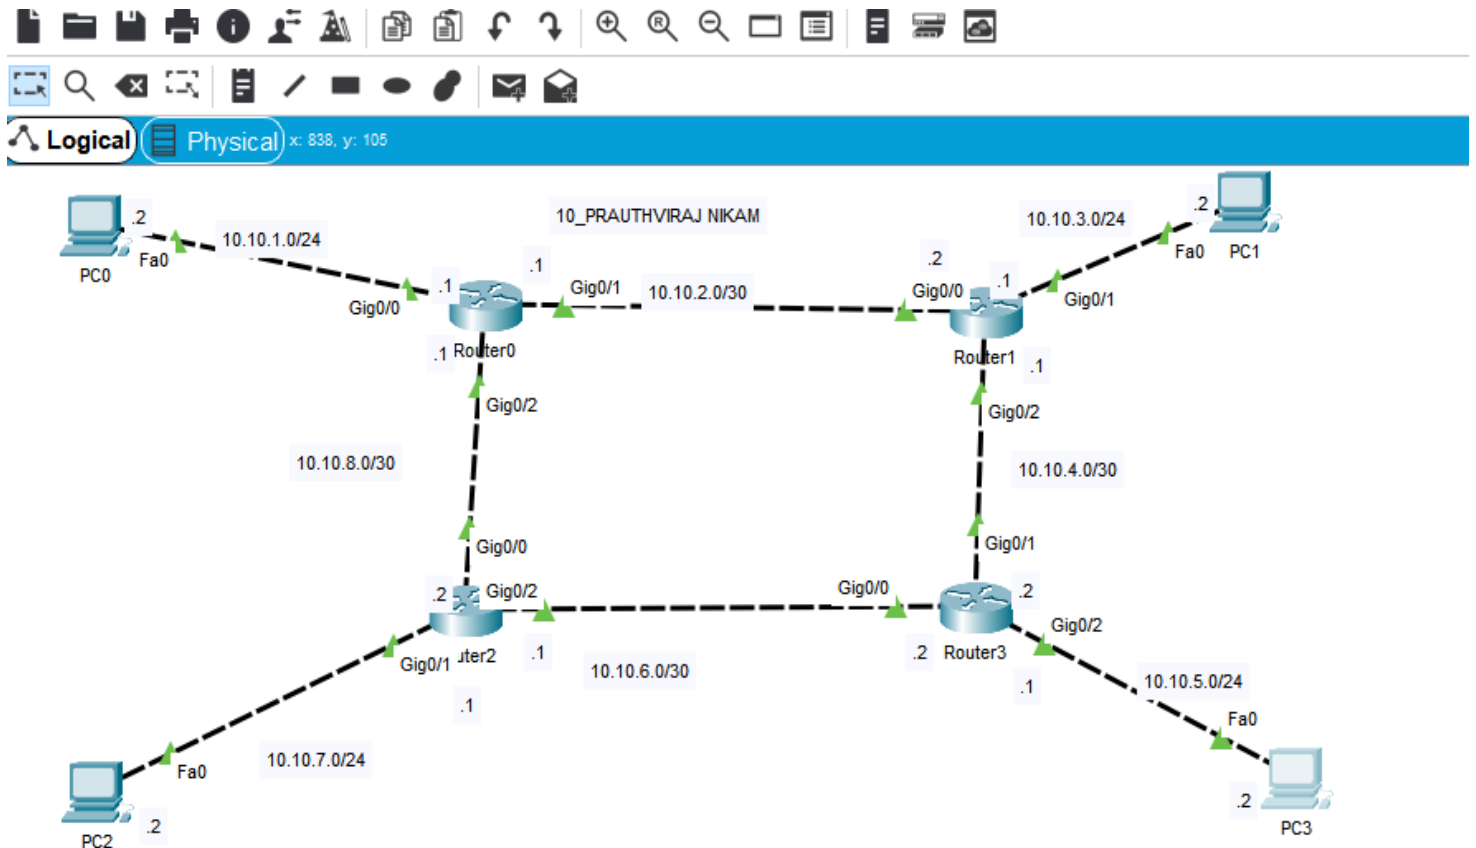 Logical
Physical
x: 838, y: 105
10_PRAUTHVIRAJ NIKAM
.2
10.10.1.0/24
Fa0
PC0
.2
10.10.3.0/24
Fa0
PC1
.1
Gig0/0
.1
Gig0/1
10.10.2.0/30
.2
Gig0/0
.1
Gig0/1
.1
Router0
Router1
.1
Gig0/2
Gig0/2
10.10.8.0/30
10.10.4.0/30
Gig0/0
Gig0/1
.2
Gig0/2
Gig0/0
.2
Gig0/1
uter2
.1
10.10.6.0/30
.2
Router3
Gig0/2
.1
.1
10.10.5.0/24
Fa0
10.10.7.0/24
Fa0
.2
PC2
.2
PC3